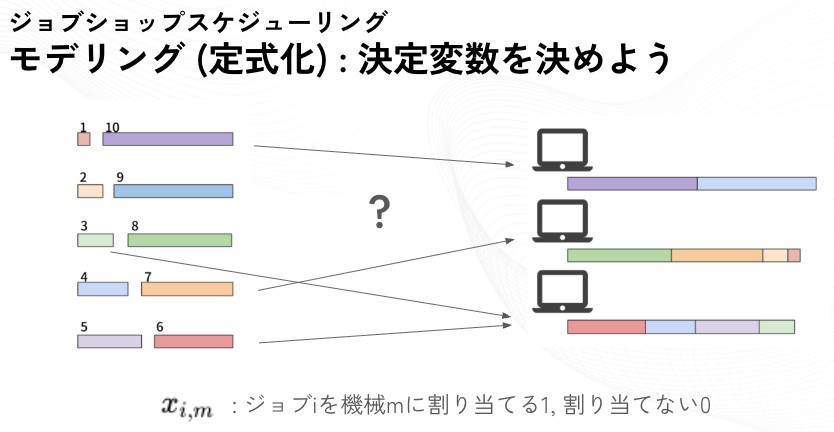 ジョブショップスケジューリング
モデリング (定式化) : 決定変数を決めよう
1 10
2 9
3 8
?
4 7
5 6
x_{i,m} : ジョブiを機械mに割り当てる1, 割り当てない0